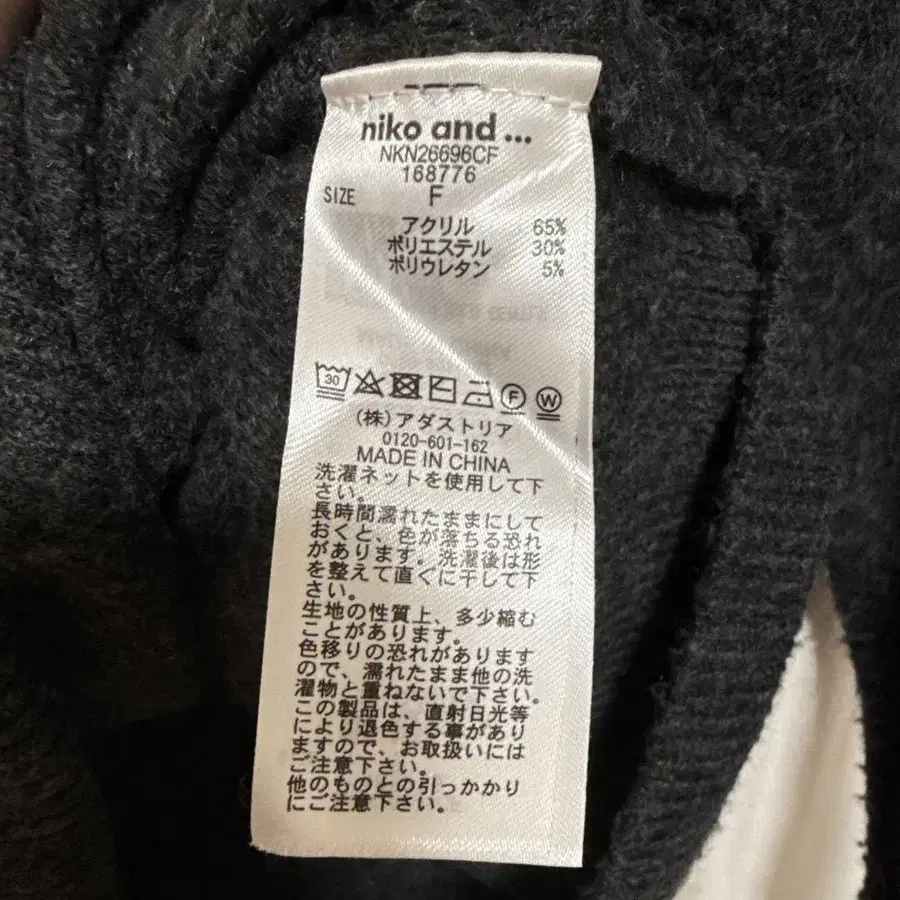 niko and ...
NKN26696CF
168776
SIZE F
アクリル 65%
ポリエステル 30%
ポリウレタン 5%
30 F W
(株)アダストリア
0120-601-162
MADE IN CHINA
洗濯ネットを使用して下
さい。
長時間濡れたままにして
おくと、色が落ちる恐れ
があります。洗濯後は形
を整えて直ぐに干して下
さい。
生地の性質上、多少縮む
ことがあります。
色移りの恐れがあります
ので、濡れたまま他の洗
濯物と重ねないで下さい。
この製品は、直射日光等
により退色する事があり
ますので、お取扱いには
ご注意下さい。
他のものとの引っかかり
にご注意下さい。